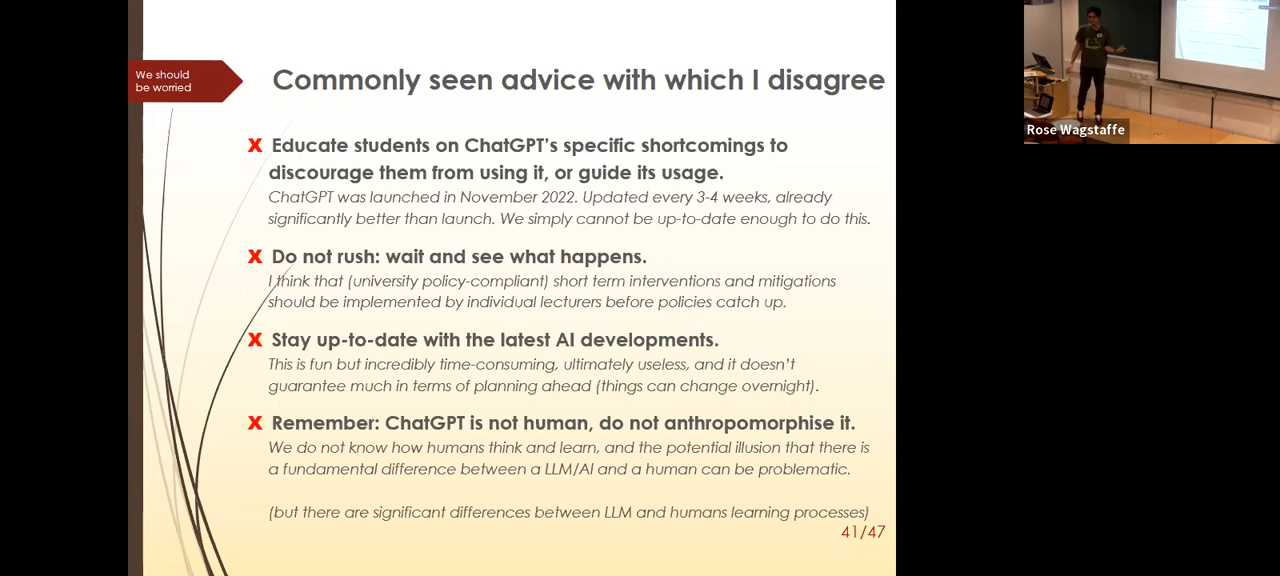 We should
be worried
Commonly seen advice with which I disagree
X Educate students on ChatGPT's specific shortcomings to
discourage them from using it, or guide its usage.
ChatGPT was launched in November 2022. Updated every 3-4 weeks, already
significantly better than launch. We simply cannot be up-to-date enough to do this.
X Do not rush: wait and see what happens.
I think that (university policy-compliant) short term interventions and mitigations
should be implemented by individual lecturers before policies catch up.
X Stay up-to-date with the latest AI developments.
This is fun but incredibly time-consuming, ultimately useless, and it doesn't
guarantee much in terms of planning ahead (things can change overnight).
X Remember: ChatGPT is not human, do not anthropomorphise it.
We do not know how humans think and learn, and the potential illusion that there is
a fundamental difference between a LLM/AI and a human can be problematic.
(but there are significant differences between LLM and humans learning processes)
41/47
Rose Wagstaffe